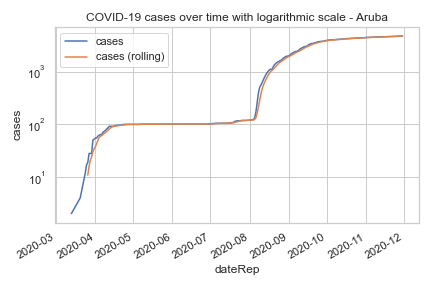 COVID-19 cases over time with logarithmic scale - Aruba
cases
cases (rolling)
10³
10²
10¹
cases
2020-03
2020-04
2020-05
2020-06
2020-07
2020-08
2020-09
2020-10
2020-11
2020-12
dateRep